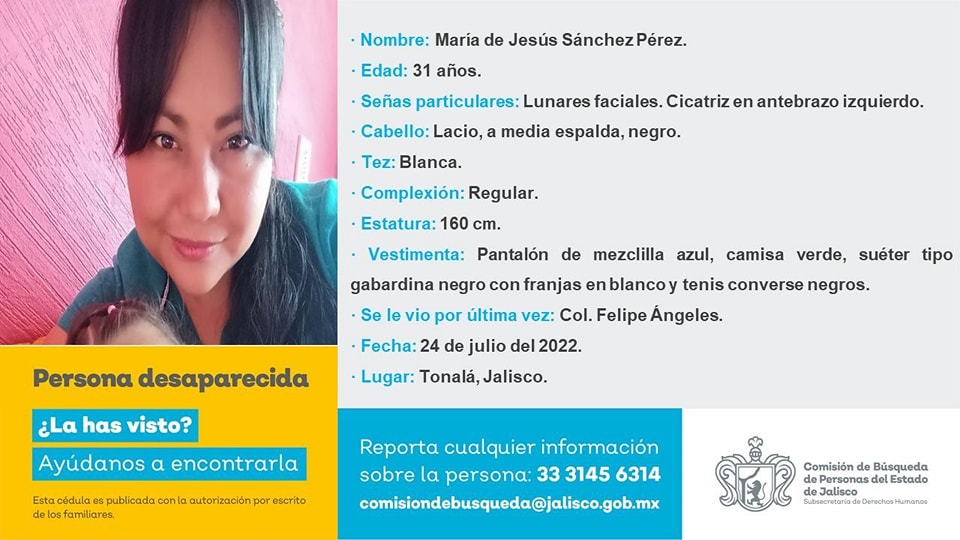 · Nombre: María de Jesús Sánchez Pérez.
· Edad: 31 años.
· Señas particulares: Lunares faciales. Cicatriz en antebrazo izquierdo.
· Cabello: Lacio, a media espalda, negro.
· Tez: Blanca.
· Complexión: Regular.
· Estatura: 160 cm.
· Vestimenta: Pantalón de mezclilla azul, camisa verde, suéter tipo
gabardina negro con franjas en blanco y tenis converse negros.
· Se le vio por última vez: Col. Felipe Ángeles.
· Fecha: 24 de julio del 2022.
· Lugar: Tonalá, Jalisco.
Persona desaparecida
¿La has visto?
Ayúdanos a encontrarla
Esta cédula es publicada con la autorización por escrito
de los familiares.
Reporta cualquier información
sobre la persona: 33 3145 6314
comisiondebusqueda@jalisco.gob.mx
Comisión de Búsqueda
de Personas del Estado
de Jalisco
Subsecretaría de Derechos Humanos